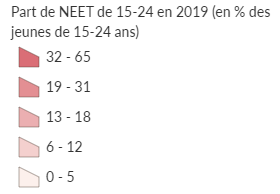 Part de NEET de 15-24 en 2019 (en % des
jeunes de 15-24 ans)
32 - 65
19 - 31
13 - 18
6 - 12
0 - 5